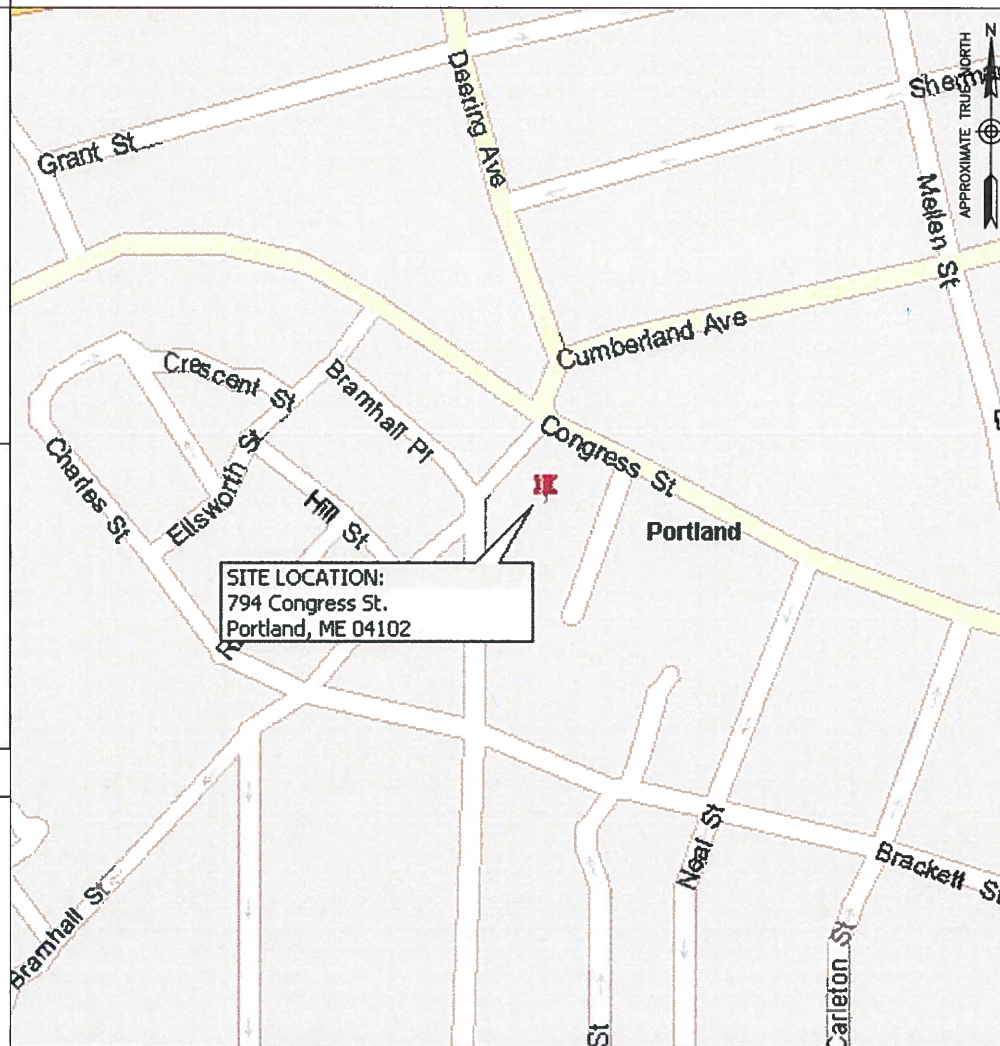 Grant St
Deering Ave
Mellen St
APPROXIMATE TRUE NORTH
N
Cumberland Ave
Crescent St
Bramhall Pl
Congress St
Charles St
Ellsworth St
Hill St
Portland
SITE LOCATION:
794 Congress St.
Portland, ME 04102
Neal St
Brackett St
Bramhall St
Carleton St
St